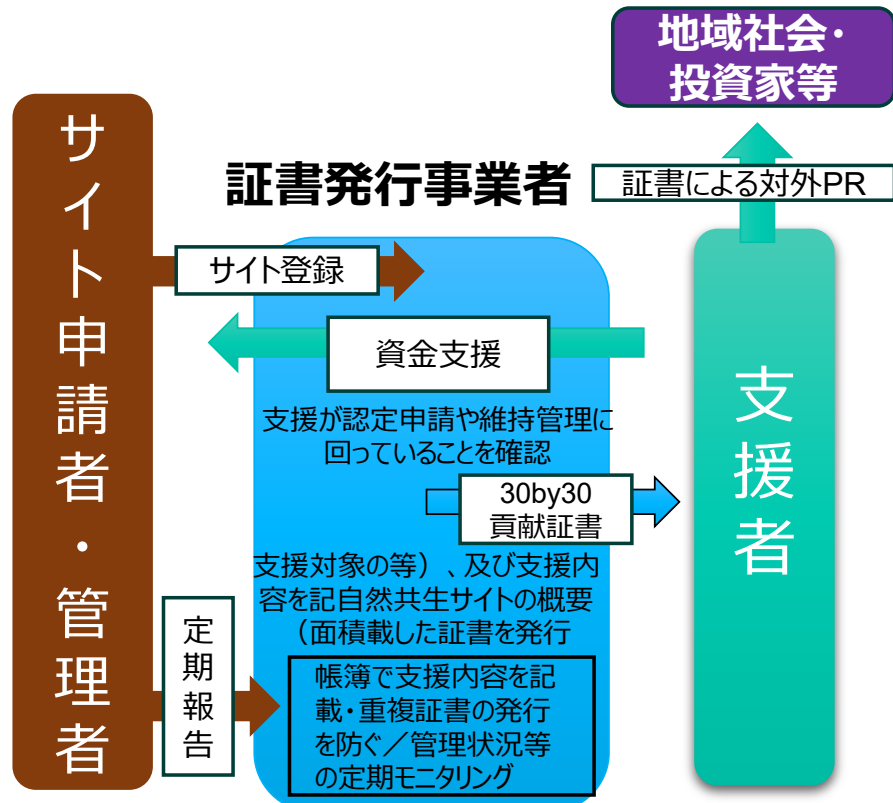 地域社会・
投資家等
証書発行事業者
証書による対外PR
サイト申請者・管理者
サイト登録
資金支援
支援が認定申請や維持管理に
回っていることを確認
30by30
貢献証書
支援者
支援対象の等）、及び支援内
容を記自然共生サイトの概要
（面積載した証書を発行
定期報告
帳簿で支援内容を記
載・重複証書の発行
を防ぐ／管理状況等
の定期モニタリング